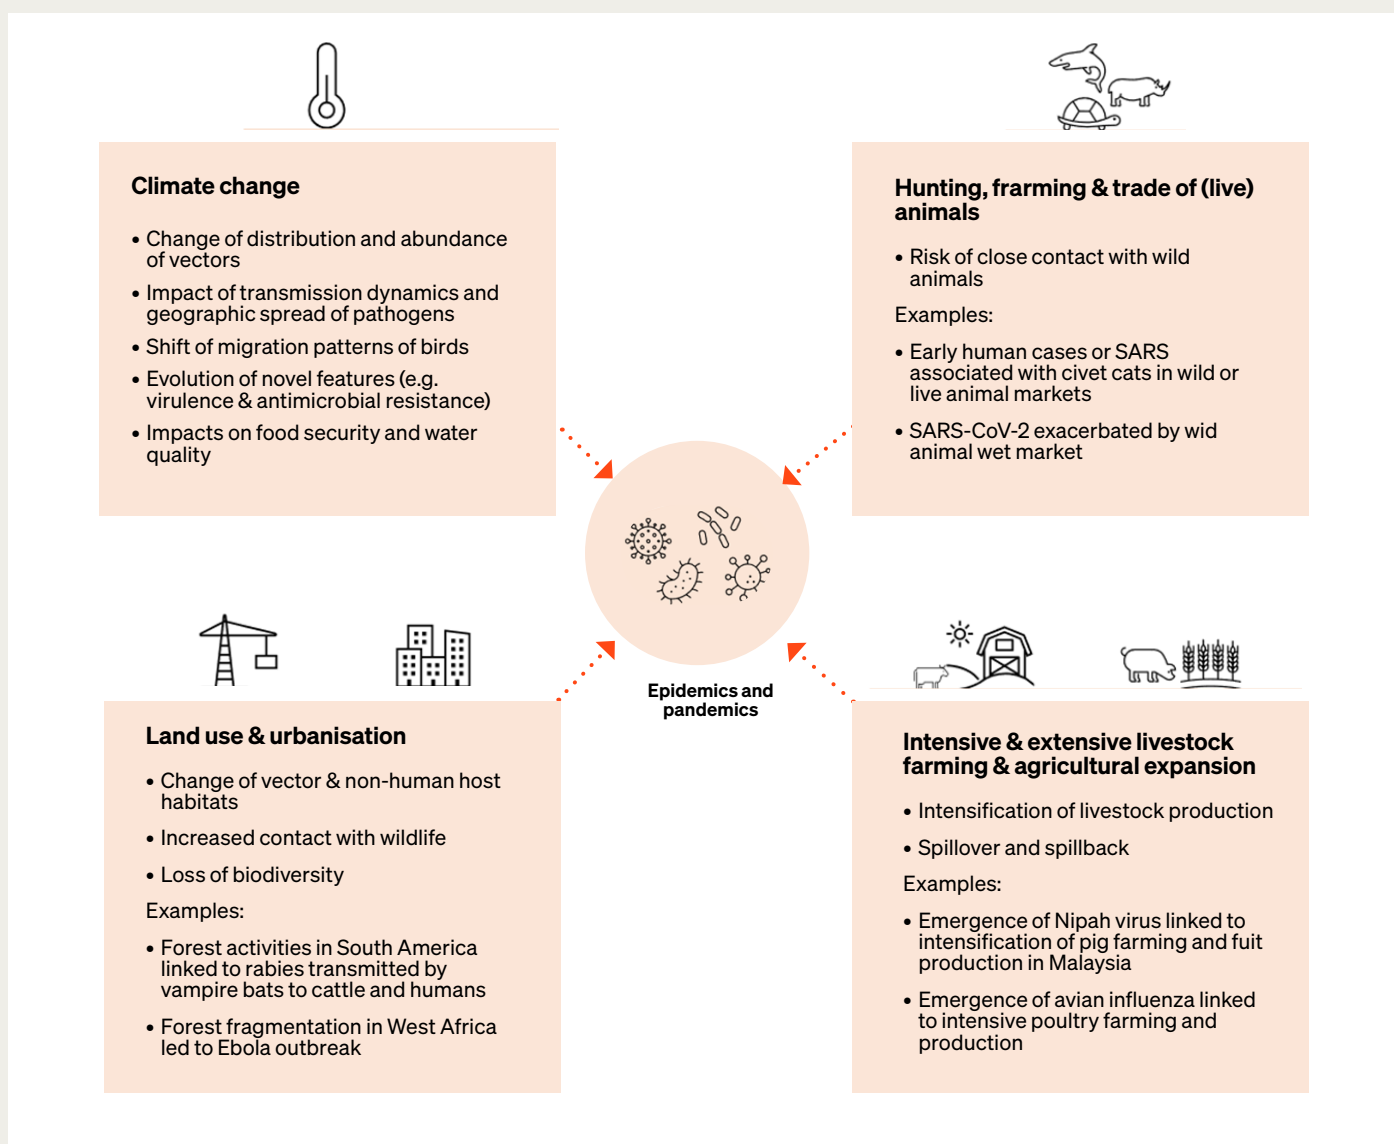 Climate change
• Change of distribution and abundance
of vectors
• Impact of transmission dynamics and
geographic spread of pathogens
• Shift of migration patterns of birds
• Evolution of novel features (e.g.
virulence & antimicrobial resistance)
• Impacts on food security and water
quality
Hunting, frarming & trade of (live)
animals
• Risk of close contact with wild
animals
Examples:
• Early human cases or SARS
associated with civet cats in wild or
live animal markets
• SARS-CoV-2 exacerbated by wid
animal wet market
Epidemics and
pandemics
Land use & urbanisation
• Change of vector & non-human host
habitats
• Increased contact with wildlife
• Loss of biodiversity
Examples:
• Forest activities in South America
linked to rabies transmitted by
vampire bats to cattle and humans
• Forest fragmentation in West Africa
led to Ebola outbreak
Intensive & extensive livestock
farming & agricultural expansion
• Intensification of livestock production
• Spillover and spillback
Examples:
• Emergence of Nipah virus linked to
intensification of pig farming and fuit
production in Malaysia
• Emergence of avian influenza linked
to intensive poultry farming and
production